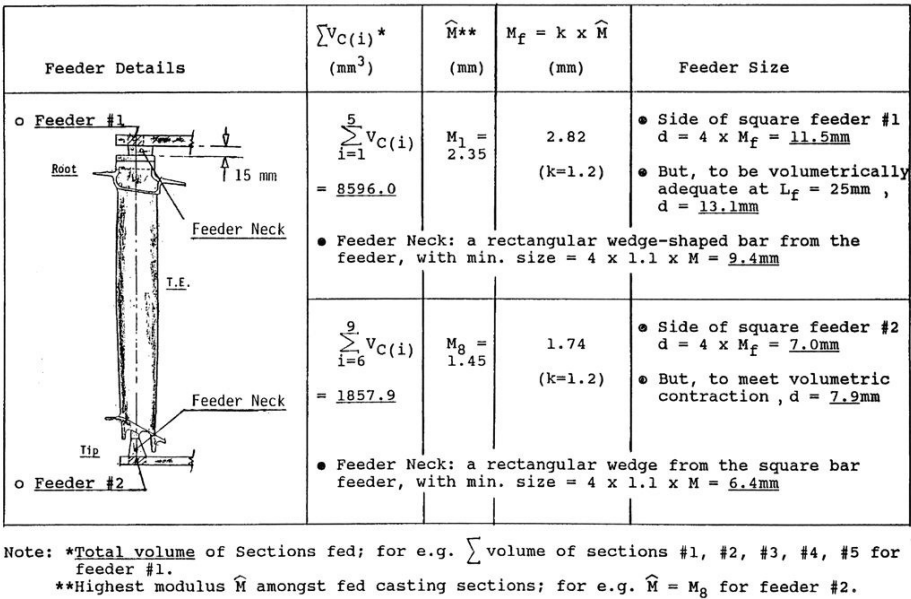 Feeder Details
∑V_C(i)*
(mm³)
M̂**
(mm)
M_f = k x M̂
(mm)
Feeder Size
o Feeder #1
Root
15 mm
Feeder Neck
T.E.
Feeder Neck
Tip
o Feeder #2
5
∑ V_C(i)
i=1
= 8596.0
M₁ =
2.35
2.82
(k=1.2)
● Side of square feeder #1
d = 4 x M_f = 11.5mm
● But, to be volumetrically
adequate at L_f = 25mm ,
d = 13.1mm
● Feeder Neck: a rectangular wedge-shaped bar from the
feeder, with min. size = 4 x 1.1 x M = 9.4mm
9
∑ V_C(i)
i=6
= 1857.9
M₈ =
1.45
1.74
(k=1.2)
● Side of square feeder #2
d = 4 x M_f = 7.0mm
● But, to meet volumetric
contraction , d = 7.9mm
● Feeder Neck: a rectangular wedge from the square bar
feeder, with min. size = 4 x 1.1 x M = 6.4mm
Note: *Total volume of Sections fed; for e.g. ∑ volume of sections #1, #2, #3, #4, #5 for
feeder #1.
**Highest modulus M̂ amongst fed casting sections; for e.g. M̂ = M₈ for feeder #2.